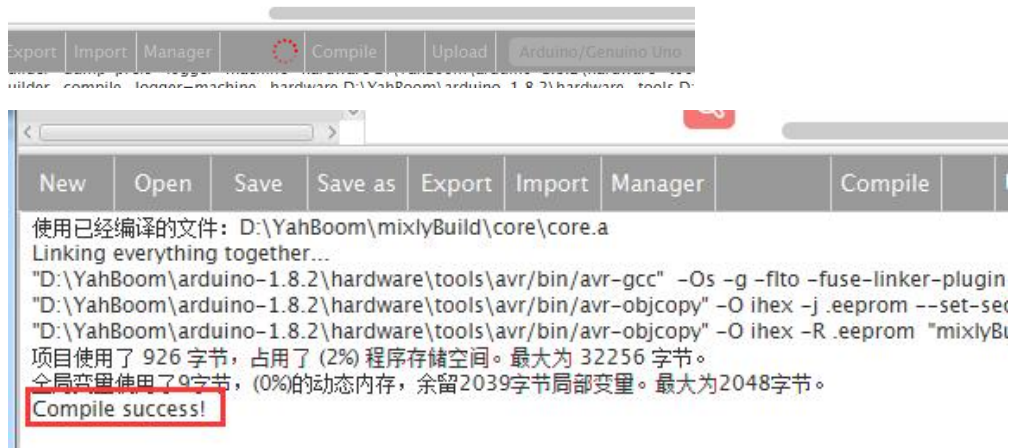 Export Import Manager Compile Upload Arduino/Genuino Uno
New Open Save Save as Export Import Manager Compile
使用已经编译的文件：D:\YahBoom\mixlyBuild\core\core.a
Linking everything together...
"D:\YahBoom\arduino-1.8.2\hardware\tools\avr/bin/avr-gcc" -Os -g -flto -fuse-linker-plugin
"D:\YahBoom\arduino-1.8.2\hardware\tools\avr/bin/avr-objcopy" -O ihex -j .eeprom --set-sec
"D:\YahBoom\arduino-1.8.2\hardware\tools\avr/bin/avr-objcopy" -O ihex -R .eeprom "mixlyBu
项目使用了 926 字节，占用了 (2%) 程序存储空间。最大为 32256 字节。
全局变量使用了9字节，(0%)的动态内存，余留2039字节局部变量。最大为2048字节。
Compile success!